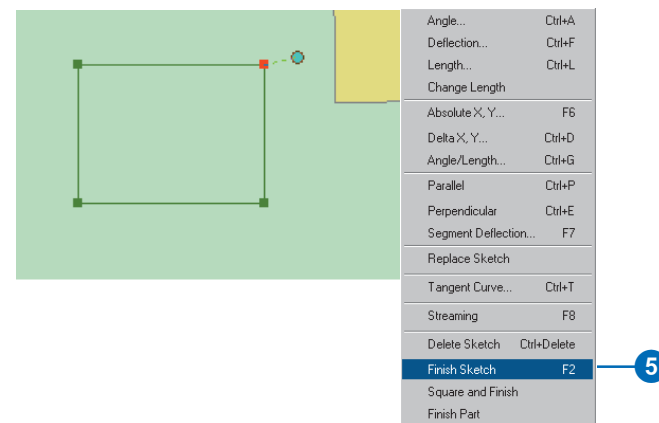 Angle... Ctrl+A
Deflection... Ctrl+F
Length... Ctrl+L
Change Length
Absolute X, Y... F6
Delta X, Y... Ctrl+D
Angle/Length... Ctrl+G
Parallel Ctrl+P
Perpendicular Ctrl+E
Segment Deflection... F7
Replace Sketch
Tangent Curve... Ctrl+T
Streaming F8
Delete Sketch Ctrl+Delete
Finish Sketch F2
5
Square and Finish
Finish Part